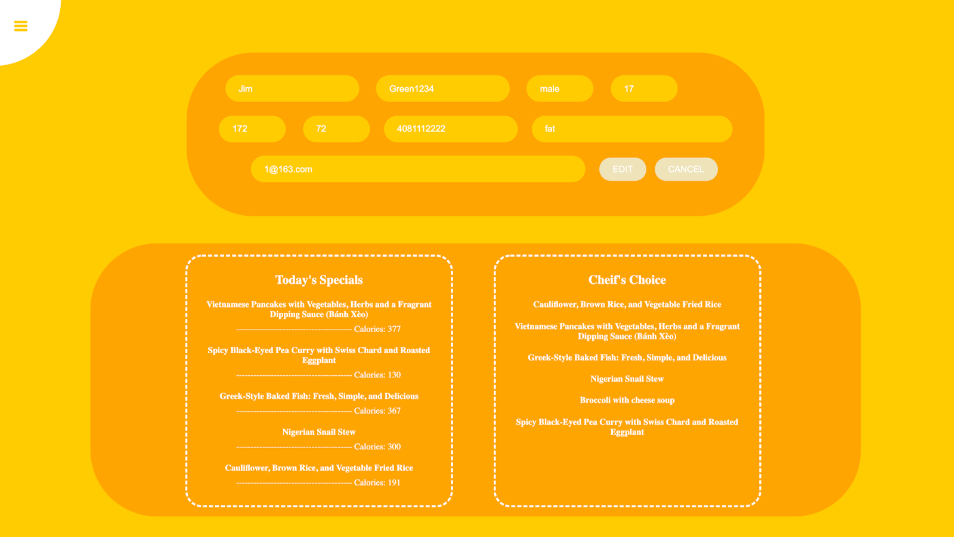 Jim Green1234 male 17
172 72 4081112222 fat
1@163.com EDIT CANCEL
Today's Specials
Vietnamese Pancakes with Vegetables, Herbs and a Fragrant
Dipping Sauce (Bánh Xèo)
---------------------------------------- Calories: 377
Spicy Black-Eyed Pea Curry with Swiss Chard and Roasted
Eggplant
---------------------------------------- Calories: 130
Greek-Style Baked Fish: Fresh, Simple, and Delicious
---------------------------------------- Calories: 367
Nigerian Snail Stew
---------------------------------------- Calories: 300
Cauliflower, Brown Rice, and Vegetable Fried Rice
---------------------------------------- Calories: 191
Cheif's Choice
Cauliflower, Brown Rice, and Vegetable Fried Rice
Vietnamese Pancakes with Vegetables, Herbs and a Fragrant
Dipping Sauce (Bánh Xèo)
Greek-Style Baked Fish: Fresh, Simple, and Delicious
Nigerian Snail Stew
Broccoli with cheese soup
Spicy Black-Eyed Pea Curry with Swiss Chard and Roasted
Eggplant